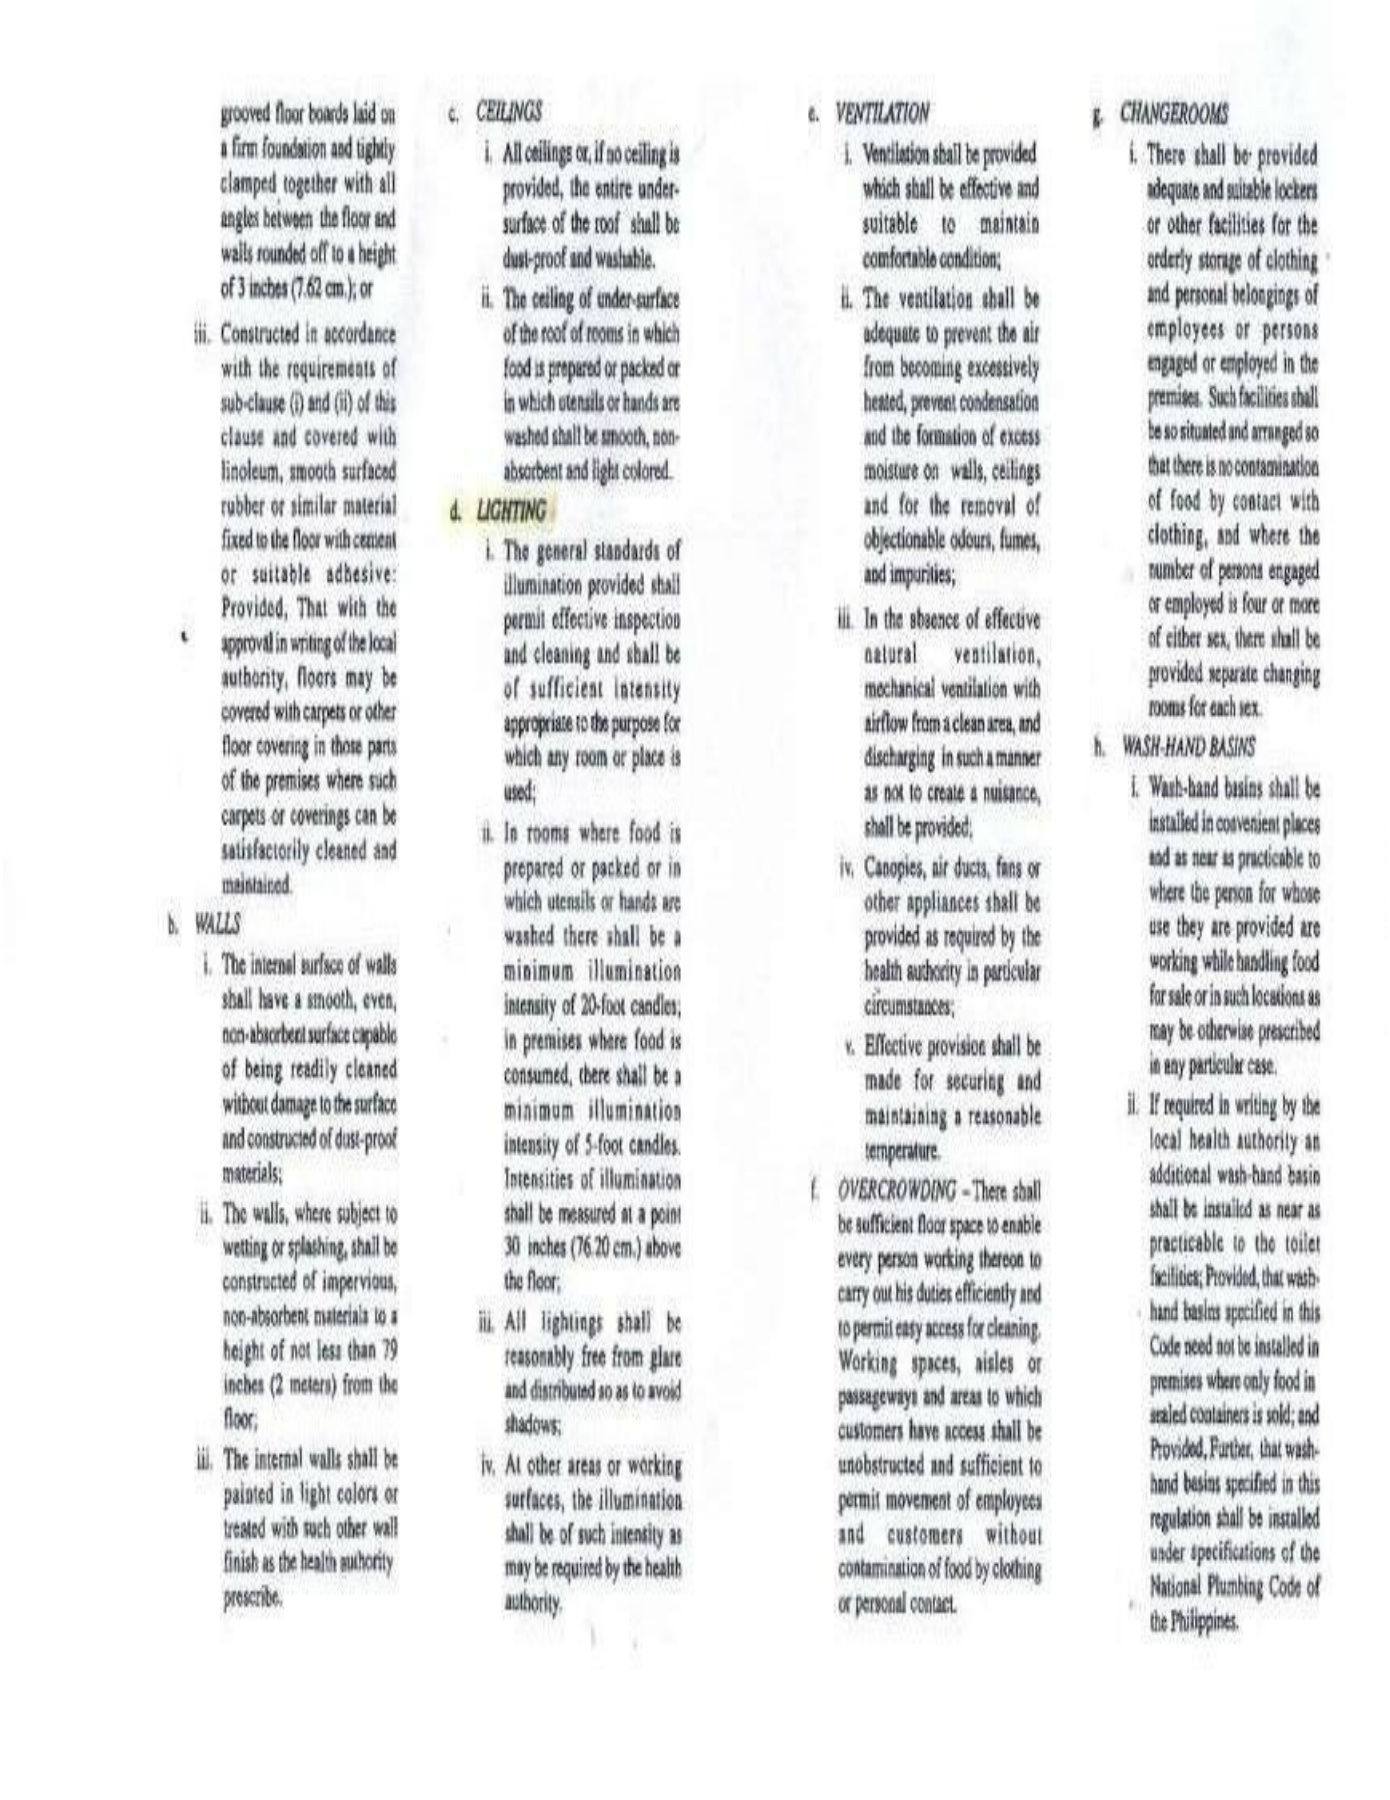 grooved floor boards laid on
a firm foundation and tightly
clamped together with all
angles between the floor and
walls rounded off to a height
of 3 inches (7.62 cm.); or
iii. Constructed in accordance
with the requirements of
sub-clause (i) and (ii) of this
clause and covered with
linoleum, smooth surfaced
rubber or similar material
fixed to the floor with cement
or suitable adhesive:
Provided, That with the
approval in writing of the local
authority, floors may be
covered with carpets or other
floor covering in those parts
of the premises where such
carpets or coverings can be
satisfactorily cleaned and
maintained.
b. WALLS
i. The internal surface of walls
shall have a smooth, even,
non-absorbent surface capable
of being readily cleaned
without damage to the surface
and constructed of dust-proof
materials;
ii. The walls, where subject to
wetting or splashing, shall be
constructed of impervious,
non-absorbent materials to a
height of not less than 79
inches (2 meters) from the
floor;
iii. The internal walls shall be
painted in light colors or
treated with such other wall
finish as the health authority
prescribe.
c. CEILINGS
i. All ceilings or, if no ceiling is
provided, the entire under-
surface of the roof shall be
dust-proof and washable.
ii. The ceiling of under-surface
of the roof of rooms in which
food is prepared or packed or
in which utensils or hands are
washed shall be smooth, non-
absorbent and light colored.
d. LIGHTING
i. The general standards of
illumination provided shall
permit effective inspection
and cleaning and shall be
of sufficient intensity
appropriate to the purpose for
which any room or place is
used;
ii. In rooms where food is
prepared or packed or in
which utensils or hands are
washed there shall be a
minimum illumination
intensity of 20-foot candles;
in premises where food is
consumed, there shall be a
minimum illumination
intensity of 5-foot candles.
Intensities of illumination
shall be measured at a point
30 inches (76.20 cm.) above
the floor;
iii. All lightings shall be
reasonably free from glare
and distributed so as to avoid
shadows;
iv. At other areas or working
surfaces, the illumination
shall be of such intensity as
may be required by the health
authority.
e. VENTILATION
i. Ventilation shall be provided
which shall be effective and
suitable to maintain
comfortable condition;
ii. The ventilation shall be
adequate to prevent the air
from becoming excessively
heated, prevent condensation
and the formation of excess
moisture on walls, ceilings
and for the removal of
objectionable odours, fumes,
and impurities;
iii. In the absence of effective
natural ventilation,
mechanical ventilation with
airflow from a clean area, and
discharging in such a manner
as not to create a nuisance,
shall be provided;
iv. Canopies, air ducts, fans or
other appliances shall be
provided as required by the
health authority in particular
circumstances;
v. Effective provision shall be
made for securing and
maintaining a reasonable
temperature.
f. OVERCROWDING – There shall
be sufficient floor space to enable
every person working thereon to
carry out his duties efficiently and
to permit easy access for cleaning.
Working spaces, aisles or
passageways and areas to which
customers have access shall be
unobstructed and sufficient to
permit movement of employees
and customers without
contamination of food by clothing
or personal contact.
g. CHANGEROOMS
i. There shall be provided
adequate and suitable lockers
or other facilities for the
orderly storage of clothing
and personal belongings of
employees or persons
engaged or employed in the
premises. Such facilities shall
be so situated and arranged so
that there is no contamination
of food by contact with
clothing, and where the
number of persons engaged
or employed is four or more
of either sex, there shall be
provided separate changing
rooms for each sex.
h. WASH-HAND BASINS
i. Wash-hand basins shall be
installed in convenient places
and as near as practicable to
where the person for whose
use they are provided are
working while handling food
for sale or in such locations as
may be otherwise prescribed
in any particular case.
ii. If required in writing by the
local health authority an
additional wash-hand basin
shall be installed as near as
practicable to the toilet
facilities; Provided, that wash-
hand basins specified in this
Code need not be installed in
premises where only food in
sealed containers is sold; and
Provided, Further, that wash-
hand basins specified in this
regulation shall be installed
under specifications of the
National Plumbing Code of
the Philippines.